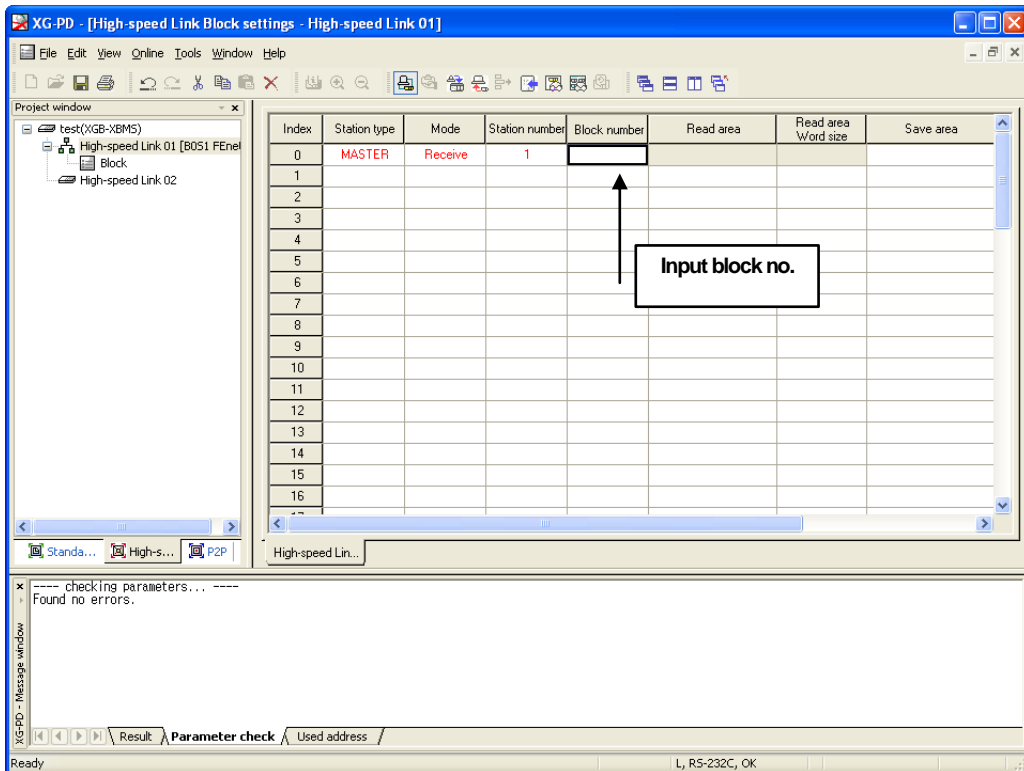 XG-PD - [High-speed Link Block settings - High-speed Link 01]
File Edit View Online Tools Window Help
Project window
test(XGB-XBMS)
High-speed Link 01 [B0S1 FEnel
Block
High-speed Link 02
Standa... High-s... P2P
Index Station type Mode Station number Block number Read area Read area Word size Save area
0 MASTER Receive 1
1
2
3
4
5
6
7
8
9
10
11
12
13
14
15
16
Input block no.
High-speed Lin...
---- checking parameters... ----
Found no errors.
XG-PD - Message window
Result Parameter check Used address
Ready L, RS-232C, OK